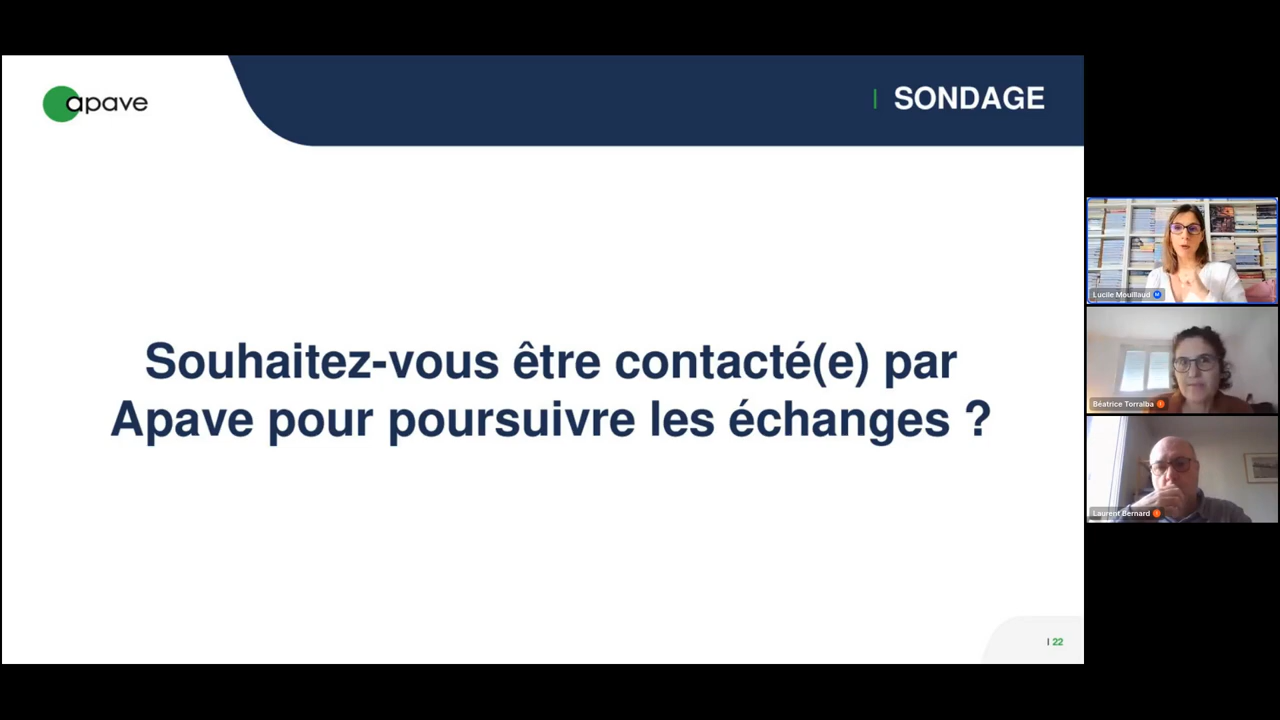 apave
SONDAGE
Souhaitez-vous être contacté(e) par
Apave pour poursuivre les échanges ?
Lucile Mouillaud
Béatrice Torralba
Laurent Bernard
22